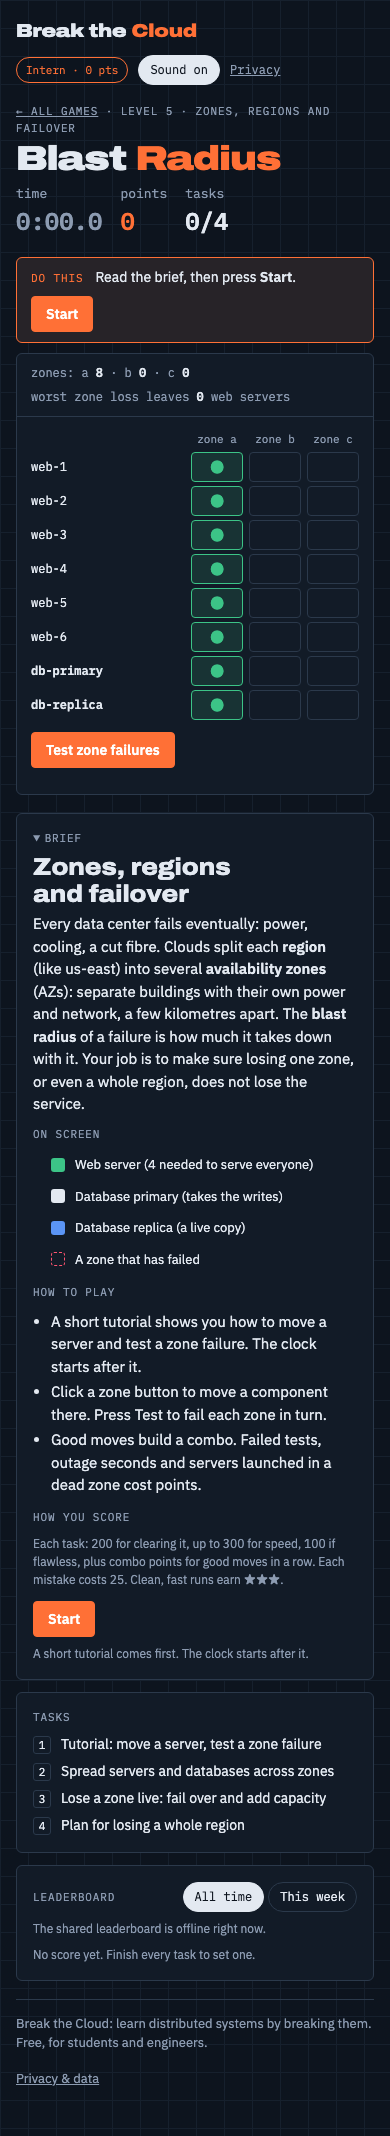 Break the Cloud
Intern · 0 pts Sound on Privacy
← ALL GAMES · LEVEL 5 · ZONES, REGIONS AND
FAILOVER
Blast Radius
time points tasks
0:00.0 0 0/4
DO THIS Read the brief, then press Start.
Start
zones: a 8 · b 0 · c 0
worst zone loss leaves 0 web servers
zone a zone b zone c
web-1
web-2
web-3
web-4
web-5
web-6
db-primary
db-replica
Test zone failures
▼ BRIEF
Zones, regions
and failover
Every data center fails eventually: power,
cooling, a cut fibre. Clouds split each region
(like us-east) into several availability zones
(AZs): separate buildings with their own power
and network, a few kilometres apart. The blast
radius of a failure is how much it takes down
with it. Your job is to make sure losing one zone,
or even a whole region, does not lose the
service.
ON SCREEN
Web server (4 needed to serve everyone)
Database primary (takes the writes)
Database replica (a live copy)
A zone that has failed
HOW TO PLAY
• A short tutorial shows you how to move a
server and test a zone failure. The clock
starts after it.
• Click a zone button to move a component
there. Press Test to fail each zone in turn.
• Good moves build a combo. Failed tests,
outage seconds and servers launched in a
dead zone cost points.
HOW YOU SCORE
Each task: 200 for clearing it, up to 300 for speed, 100 if
flawless, plus combo points for good moves in a row. Each
mistake costs 25. Clean, fast runs earn ★★★.
Start
A short tutorial comes first. The clock starts after it.
TASKS
1 Tutorial: move a server, test a zone failure
2 Spread servers and databases across zones
3 Lose a zone live: fail over and add capacity
4 Plan for losing a whole region
LEADERBOARD All time This week
The shared leaderboard is offline right now.
No score yet. Finish every task to set one.
Break the Cloud: learn distributed systems by breaking them.
Free, for students and engineers.
Privacy & data